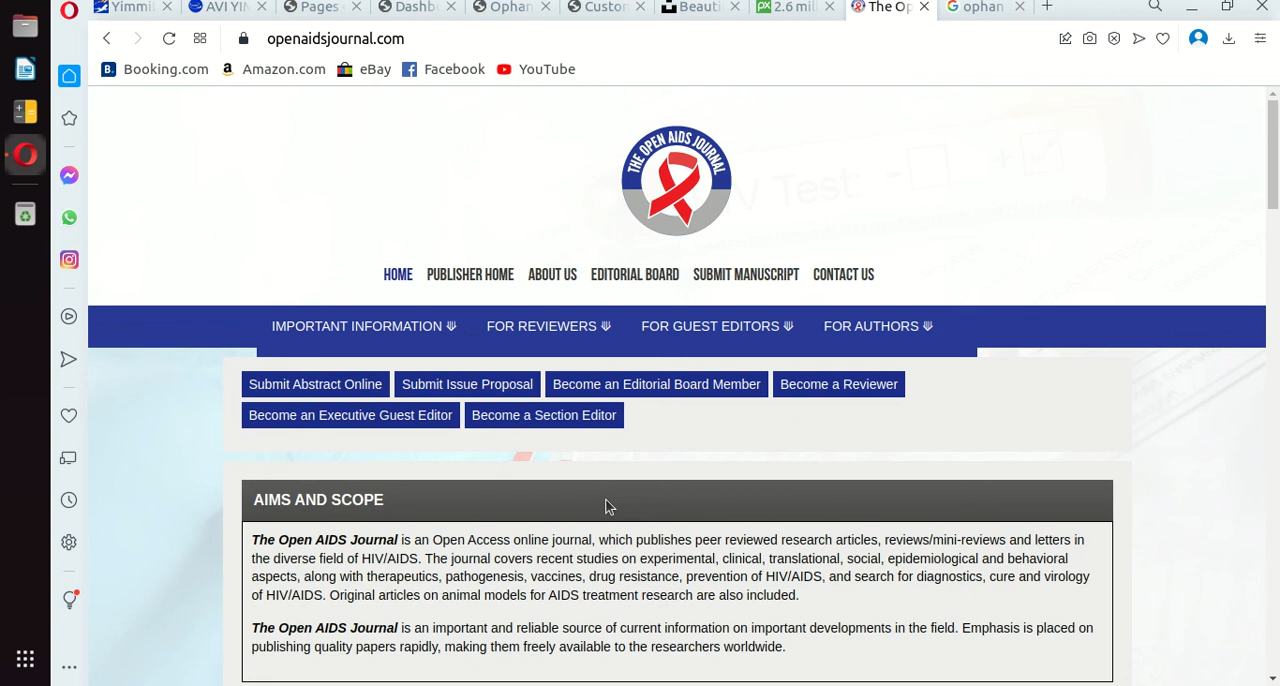 Yimmil
AVI YIN
Pages
Dashb
Ophan
Custon
Beauti
2.6 mil
The Op
ophan
openaidsjournal.com
Booking.com
Amazon.com
eBay
Facebook
YouTube
THE OPEN AIDS JOURNAL
V Test:
HOME
PUBLISHER HOME
ABOUT US
EDITORIAL BOARD
SUBMIT MANUSCRIPT
CONTACT US
IMPORTANT INFORMATION
FOR REVIEWERS
FOR GUEST EDITORS
FOR AUTHORS
Submit Abstract Online
Submit Issue Proposal
Become an Editorial Board Member
Become a Reviewer
Become an Executive Guest Editor
Become a Section Editor
AIMS AND SCOPE
The Open AIDS Journal is an Open Access online journal, which publishes peer reviewed research articles, reviews/mini-reviews and letters in
the diverse field of HIV/AIDS. The journal covers recent studies on experimental, clinical, translational, social, epidemiological and behavioral
aspects, along with therapeutics, pathogenesis, vaccines, drug resistance, prevention of HIV/AIDS, and search for diagnostics, cure and virology
of HIV/AIDS. Original articles on animal models for AIDS treatment research are also included.
The Open AIDS Journal is an important and reliable source of current information on important developments in the field. Emphasis is placed on
publishing quality papers rapidly, making them freely available to the researchers worldwide.